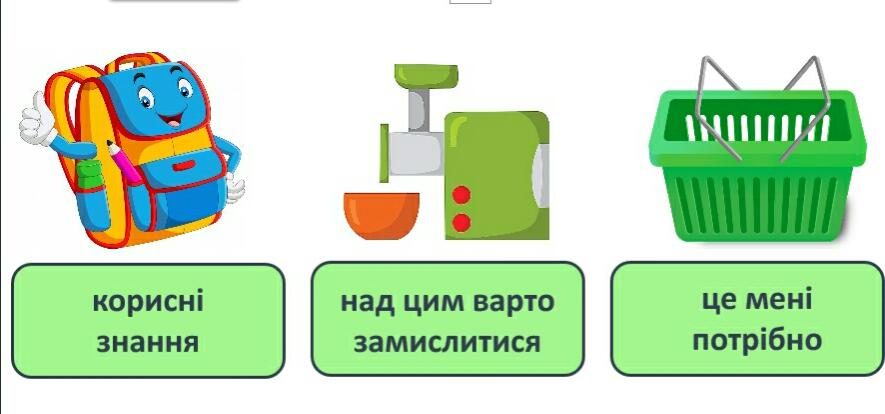 корисні
знання
над цим варто
замислитися
це мені
потрібно